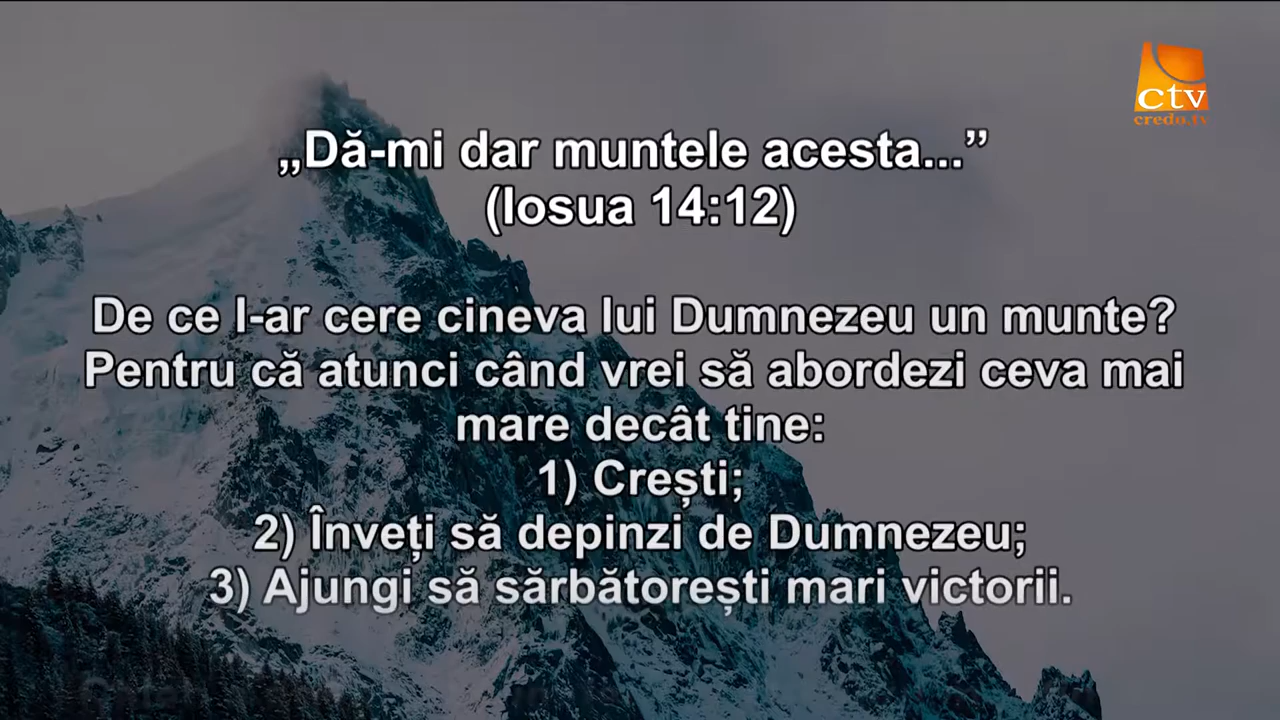 „Dă-mi dar muntele acesta...”
(Iosua 14:12)
De ce I-ar cere cineva lui Dumnezeu un munte?
Pentru că atunci când vrei să abordezi ceva mai
mare decât tine:
1) Crești;
2) Înveți să depinzi de Dumnezeu;
3) Ajungi să sărbătorești mari victorii.
ctv
credo.tv